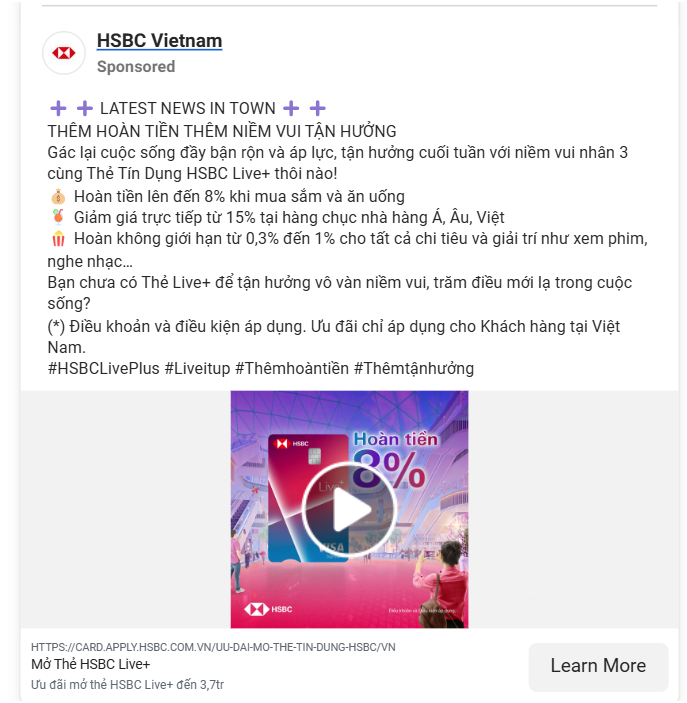 HSBC Vietnam
Sponsored
LATEST NEWS IN TOWN
THÊM HOÀN TIỀN THÊM NIỀM VUI TẬN HƯỞNG
Gác lại cuộc sống đầy bận rộn và áp lực, tận hưởng cuối tuần với niềm vui nhân 3
cùng Thẻ Tín Dụng HSBC Live+ thôi nào!
Hoàn tiền lên đến 8% khi mua sắm và ăn uống
Giảm giá trực tiếp từ 15% tại hàng chục nhà hàng Á, Âu, Việt
Hoàn không giới hạn từ 0,3% đến 1% cho tất cả chi tiêu và giải trí như xem phim,
nghe nhạc...
Bạn chưa có Thẻ Live+ để tận hưởng vô vàn niềm vui, trăm điều mới lạ trong cuộc
sống?
(*) Điều khoản và điều kiện áp dụng. Ưu đãi chỉ áp dụng cho Khách hàng tại Việt
Nam.
#HSBCLivePlus #Liveitup #Thêmhoàntiền #Thêmtậnhưởng
HSBC
Hoàn tiền
8%
Live+
VISA
HSBC
Điều khoản và Điều kiện áp dụng.
HTTPS://CARD.APPLY.HSBC.COM.VN/UU-DAI-MO-THE-TIN-DUNG-HSBC/VN
Mở Thẻ HSBC Live+
Ưu đãi mở thẻ HSBC Live+ đến 3,7tr
Learn More